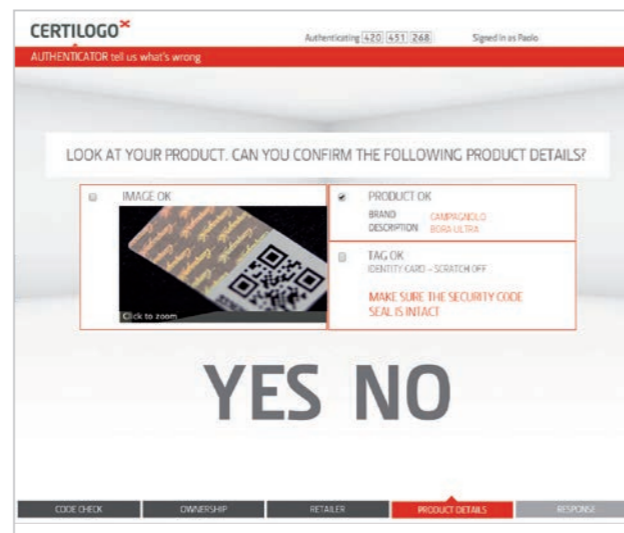 CERTILOGO
Authenticating 420 451 268 Signed in as Paolo
AUTHENTICATOR tell us what's wrong
LOOK AT YOUR PRODUCT. CAN YOU CONFIRM THE FOLLOWING PRODUCT DETAILS?
IMAGE OK
Click to zoom
PRODUCT OK
BRAND CAMPAGNOLO
DESCRIPTION BORA ULTRA
TAG OK
IDENTITY CARD – SCRATCH OFF
MAKE SURE THE SECURITY CODE
SEAL IS INTACT
YES NO
CODE CHECK OWNERSHIP RETAILER PRODUCT DETAILS RESPONSE